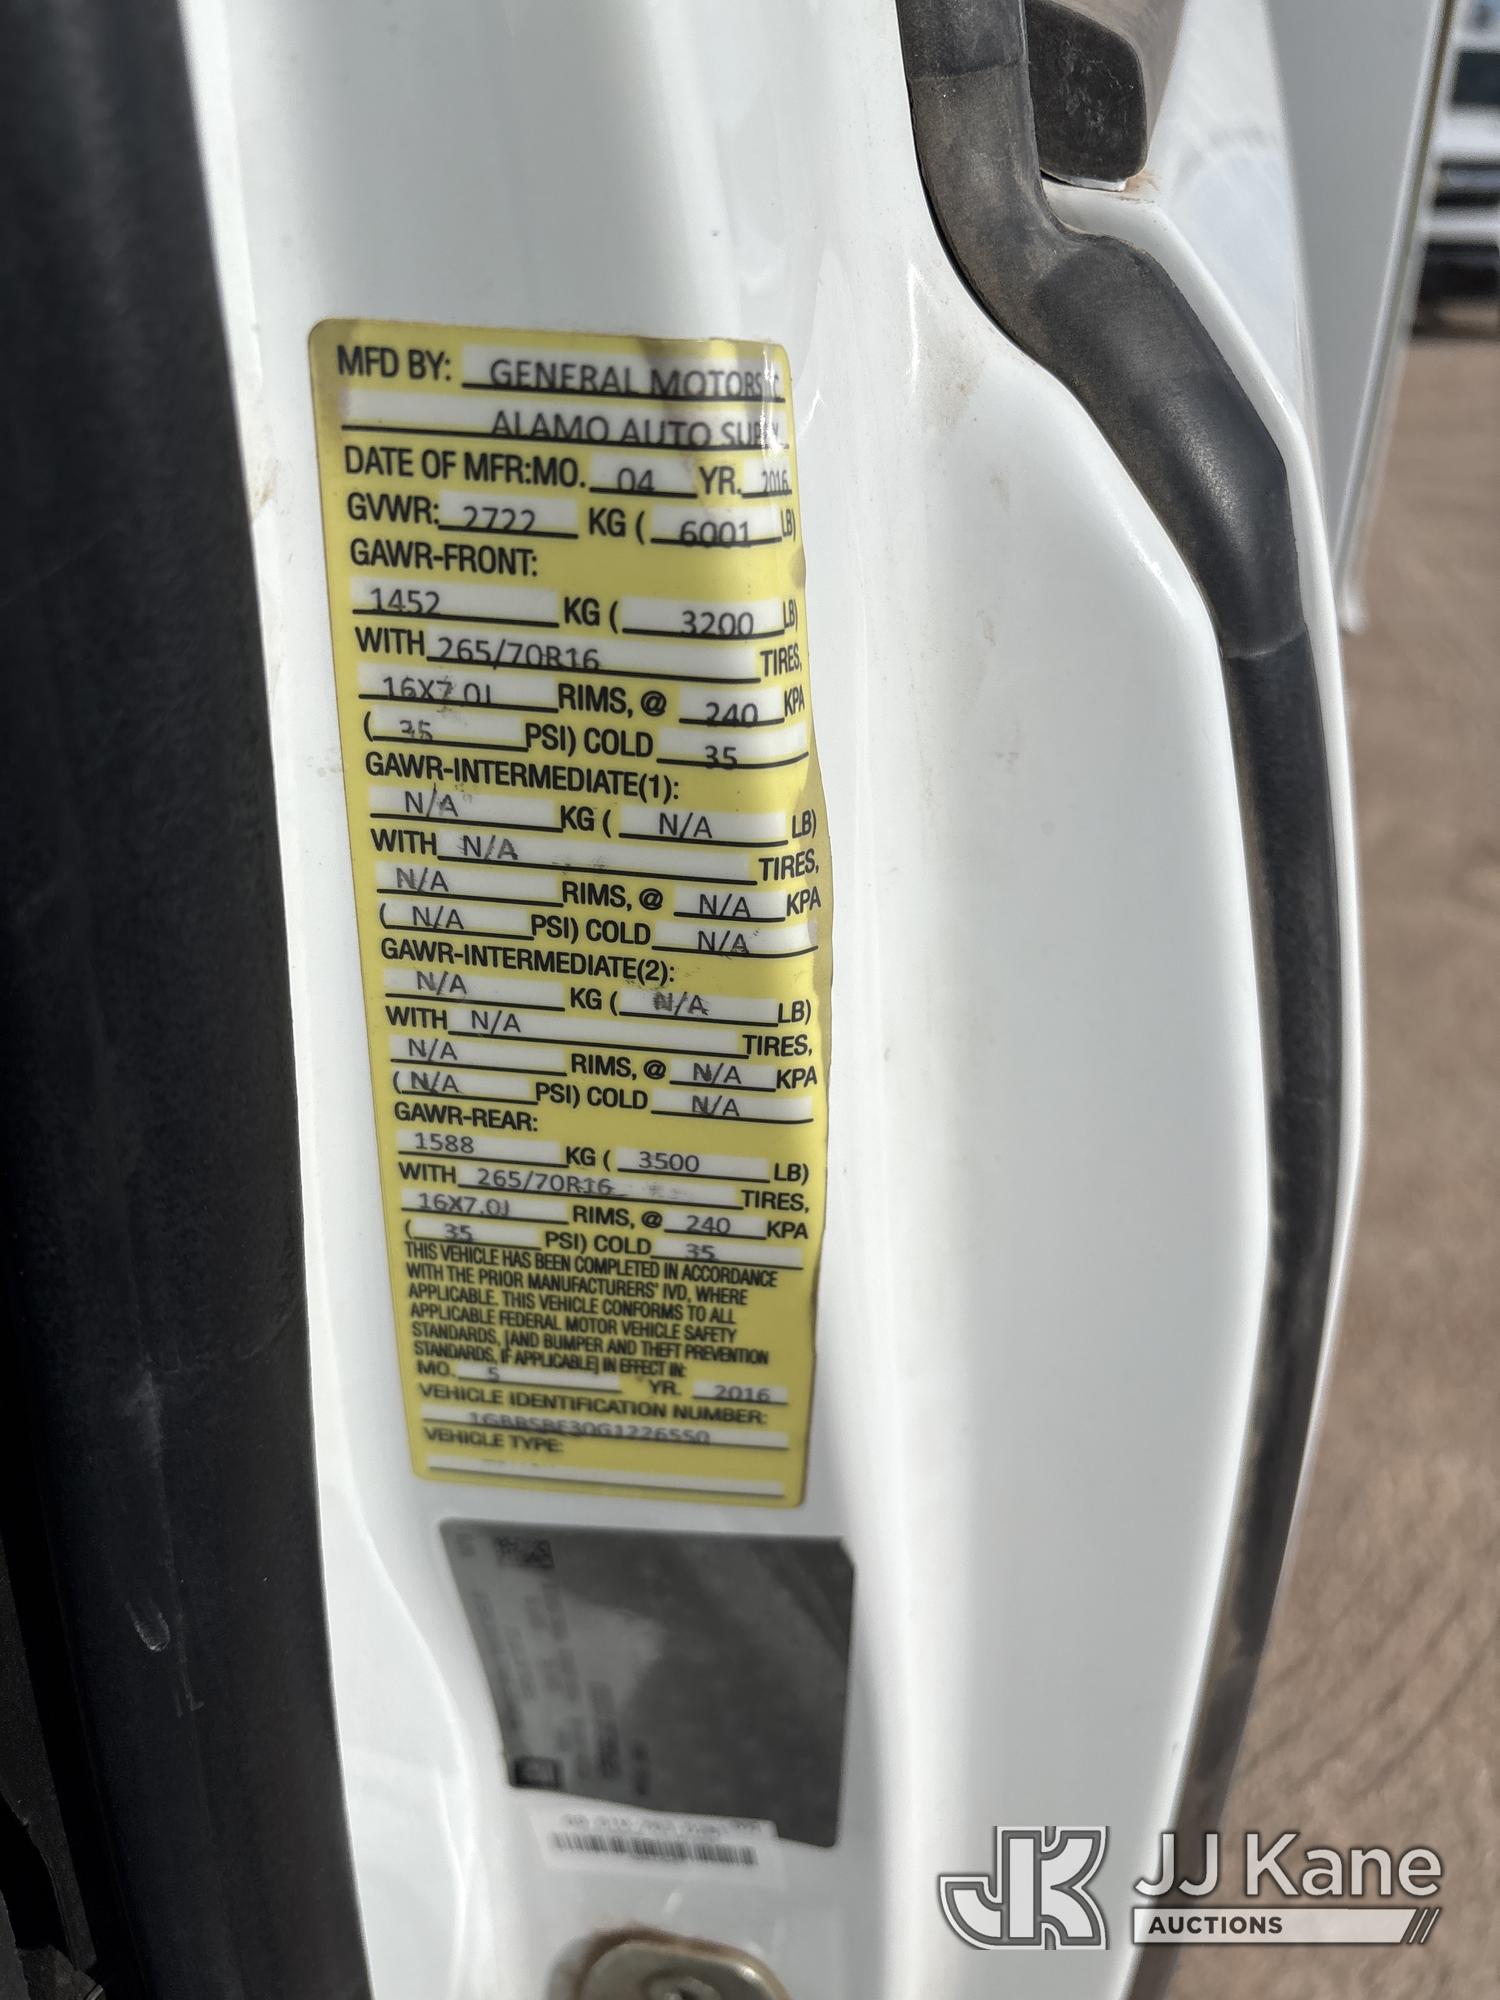 MFD BY: GENERAL MOTORS
ALAMO AUTO
DATE OF MFR:MO. 04 YR. 2016
GVWR: 2722 KG ( 6001 LB)
GAWR-FRONT:
1452 KG ( 3200 LB)
WITH 265/70R16 TIRES,
16X7.0J RIMS, @ 240 KPA
( 35 PSI) COLD 35
GAWR-INTERMEDIATE(1):
N/A KG ( N/A LB)
WITH N/A TIRES,
N/A RIMS, @ N/A KPA
( N/A PSI) COLD N/A
GAWR-INTERMEDIATE(2):
N/A KG ( N/A LB)
WITH N/A TIRES,
N/A RIMS, @ N/A KPA
( N/A PSI) COLD N/A
GAWR-REAR:
1588 KG ( 3500 LB)
WITH 265/70R16 TIRES,
16X7.0J RIMS, @ 240 KPA
( 35 PSI) COLD 35
THIS VEHICLE HAS BEEN COMPLETED IN ACCORDANCE
WITH THE PRIOR MANUFACTURERS' IVD, WHERE
APPLICABLE. THIS VEHICLE CONFORMS TO ALL
APPLICABLE FEDERAL MOTOR VEHICLE SAFETY
STANDARDS, [AND BUMPER AND THEFT PREVENTION
STANDARDS, IF APPLICABLE] IN EFFECT IN:
MO. 5 YR. 2016
VEHICLE IDENTIFICATION NUMBER:
VEHICLE TYPE:
JJ Kane
AUCTIONS